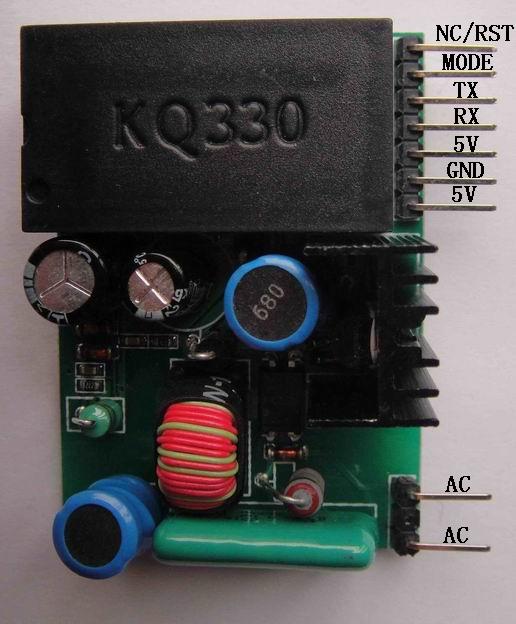 NC/RST
MODE
TX
RX
5V
GND
5V
KQ330
680
AC
AC